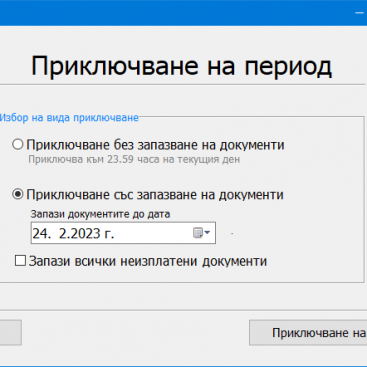 Приключване на период
Избор на вида приключване
Приключване без запазване на документи
Приключва към 23.59 часа на текущия ден
Приключване със запазване на документи
Запази документите до дата
24. 2.2023 г.
Запази всички неизплатени документи
Приключване на